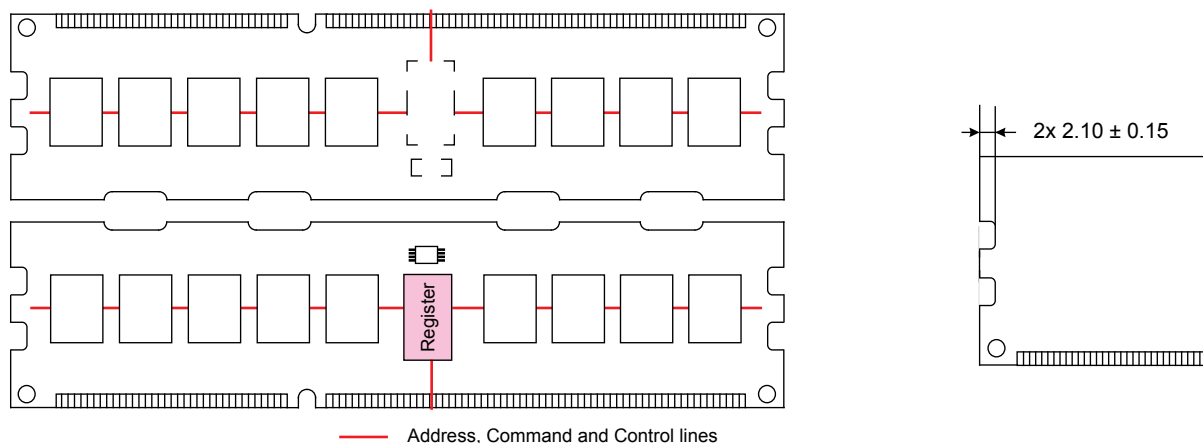 2x 2.10 ± 0.15
Register
Address, Command and Control lines